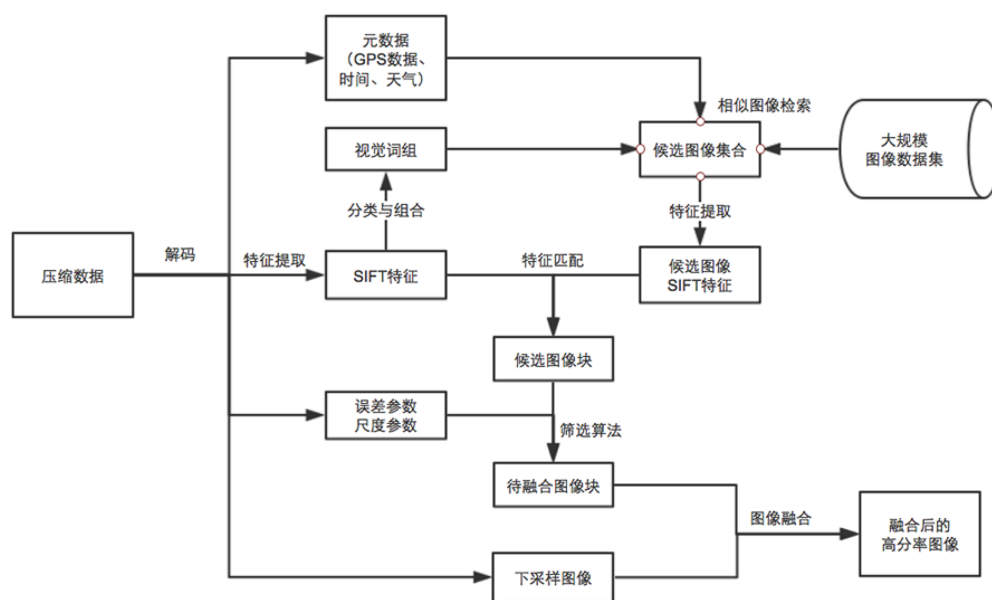 元数据
（GPS数据、
时间、天气）
相似图像检索
视觉词组
候选图像集合
大规模
图像数据集
分类与组合
特征提取
压缩数据
解码
特征提取
SIFT特征
特征匹配
候选图像
SIFT特征
候选图像块
误差参数
尺度参数
筛选算法
待融合图像块
图像融合
融合后的
高分率图像
下采样图像